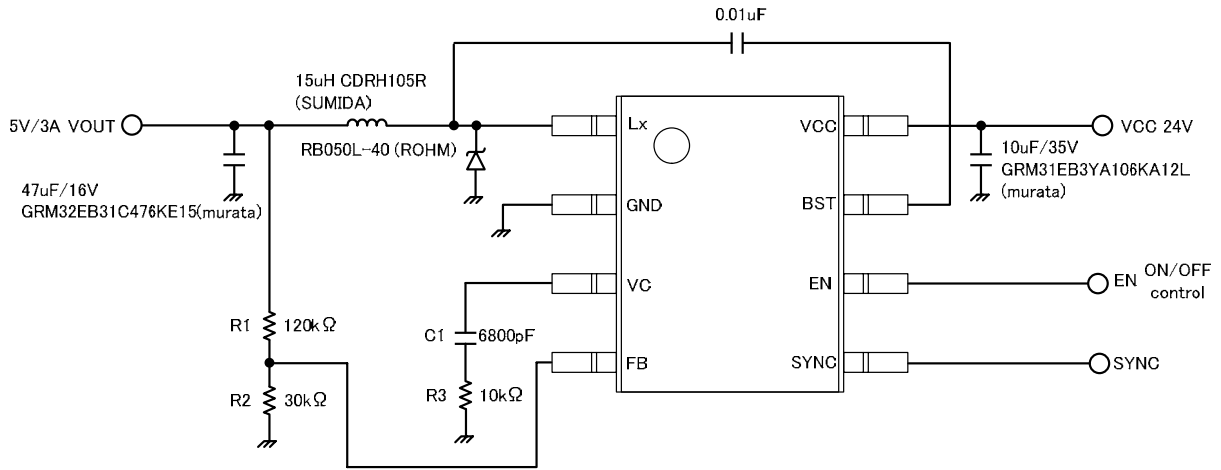 0.01uF
15uH CDRH105R
(SUMIDA)
5V/3A VOUT
RB050L-40(ROHM)
47uF/16V
GRM32EB31C476KE15(murata)
Lx
GND
VC
FB
VCC
BST
EN
SYNC
VCC 24V
10uF/35V
GRM31EB3YA106KA12L
(murata)
EN
ON/OFF
control
SYNC
R1 120kΩ
R2 30kΩ
C1 6800pF
R3 10kΩ